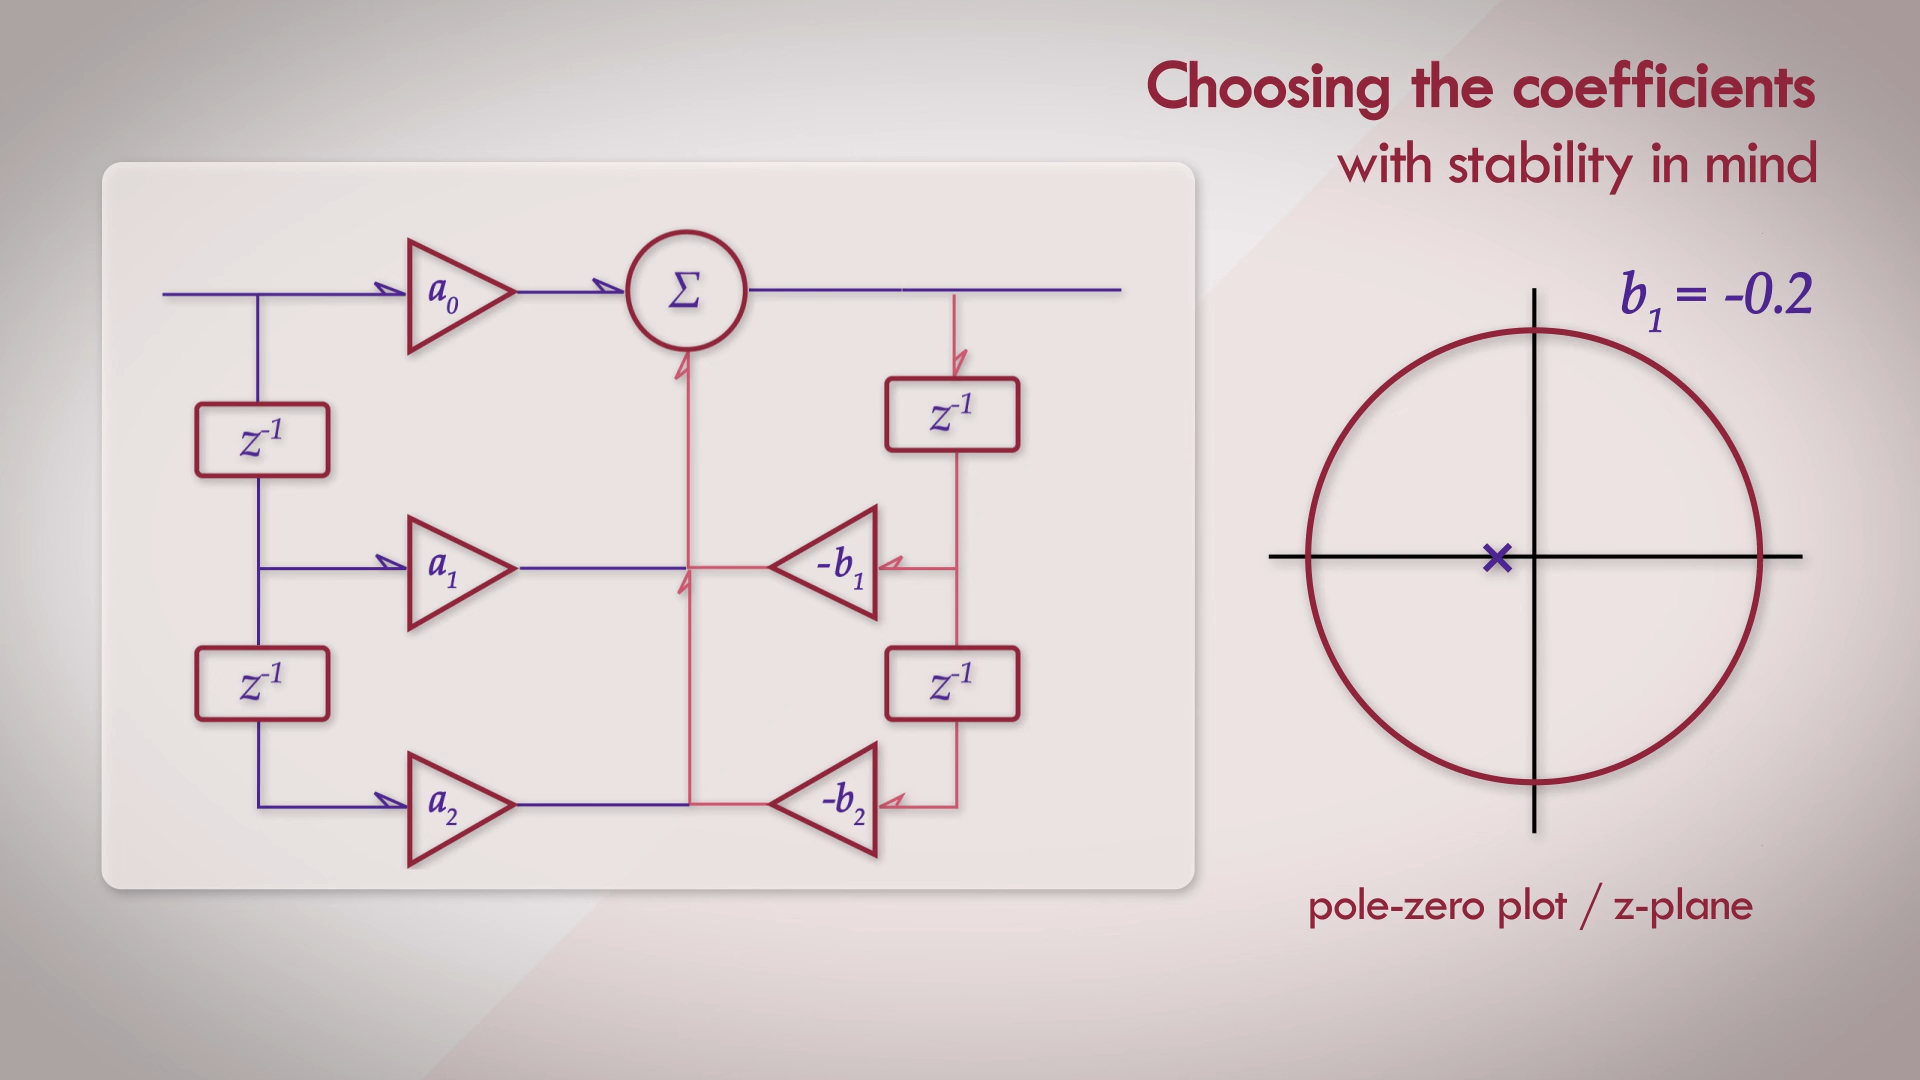 Choosing the coefficients
with stability in mind
a₀
Σ
z⁻¹
z⁻¹
a₁
-b₁
z⁻¹
z⁻¹
a₂
-b₂
b₁ = -0.2
pole-zero plot / z-plane